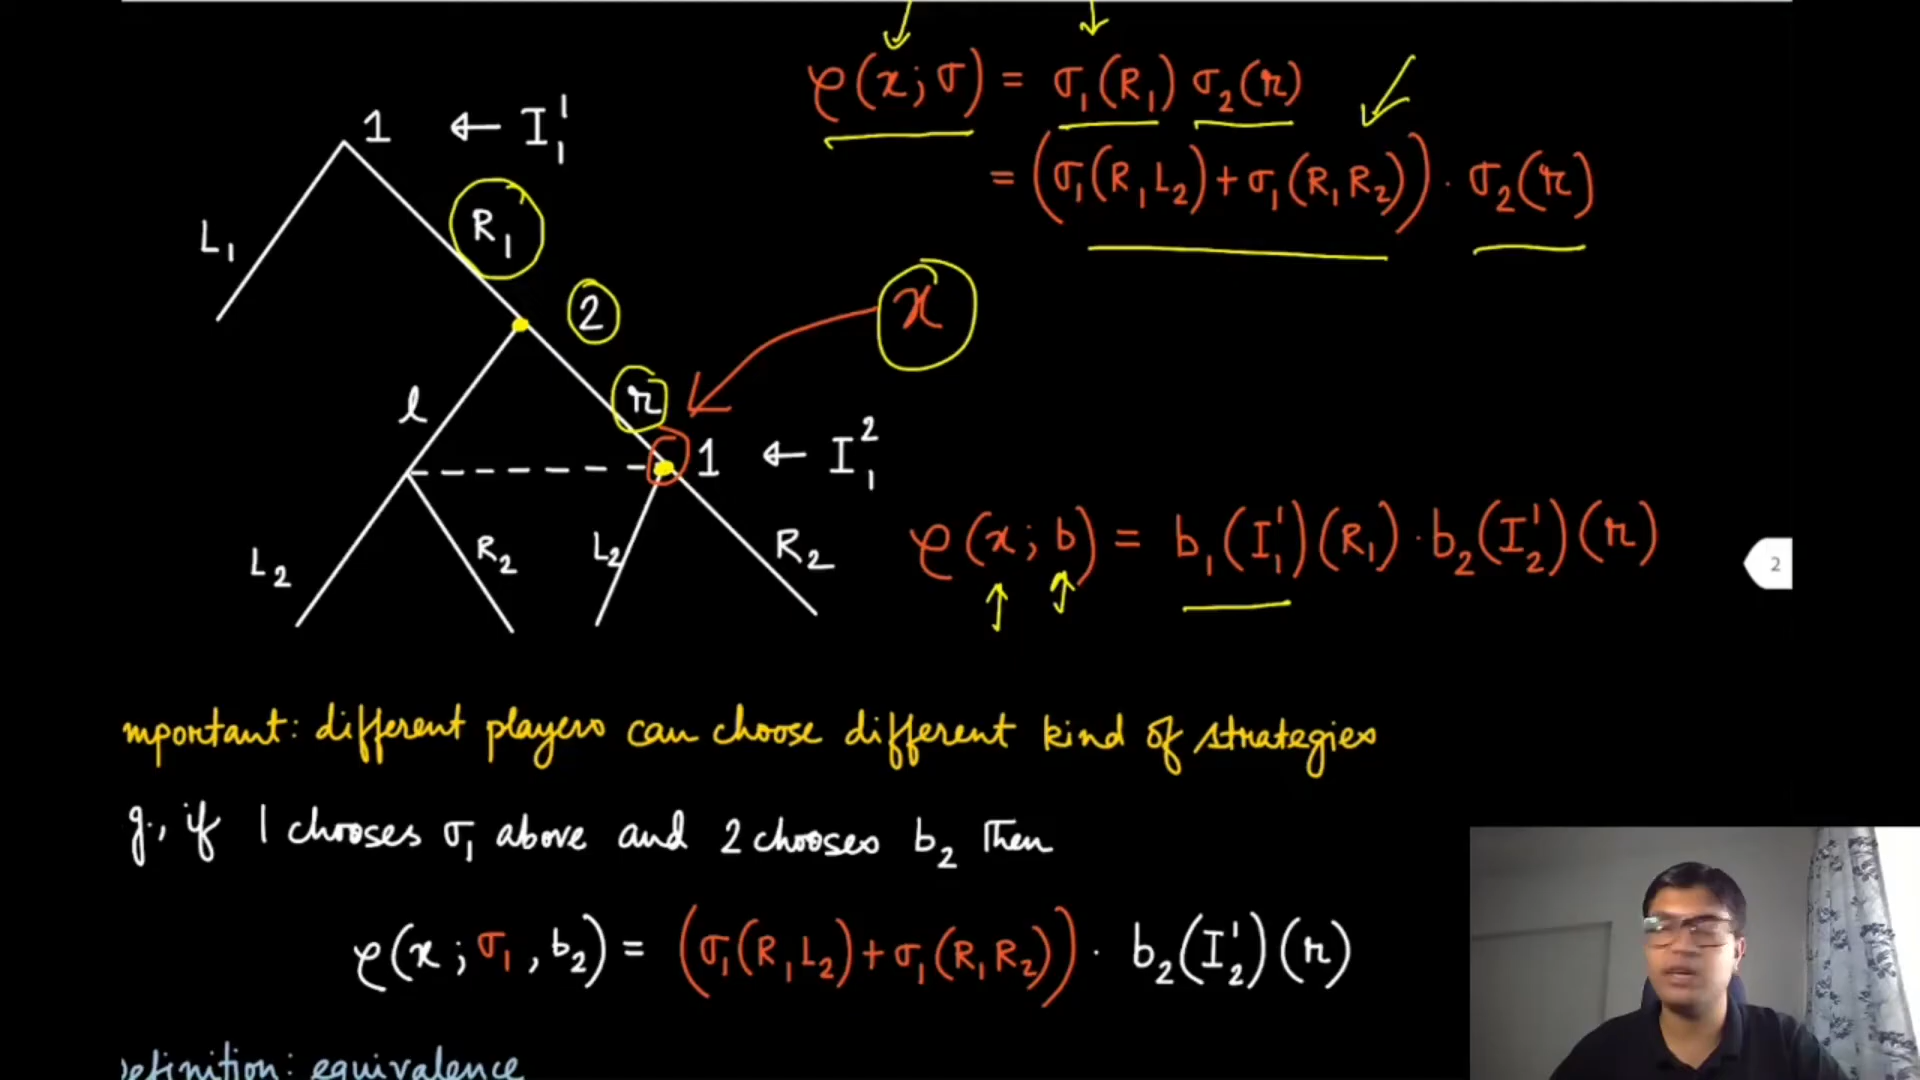 ρ(x; σ) = σ₁(R₁) σ₂(r)
= (σ₁(R₁L₂) + σ₁(R₁R₂)) · σ₂(r)
1 ← I₁¹
L₁ R₁
2 x
l r
1 ← I₁²
L₂ R₂ L₂ R₂
ρ(x; b) = b₁(I₁¹)(R₁) · b₂(I₂¹)(r)
2
mportant: different players can choose different kind of strategies
g., if 1 chooses σ₁ above and 2 chooses b₂ then
ρ(x; σ₁, b₂) = (σ₁(R₁L₂) + σ₁(R₁R₂)) · b₂(I₂¹)(r)
efinition: equivalence